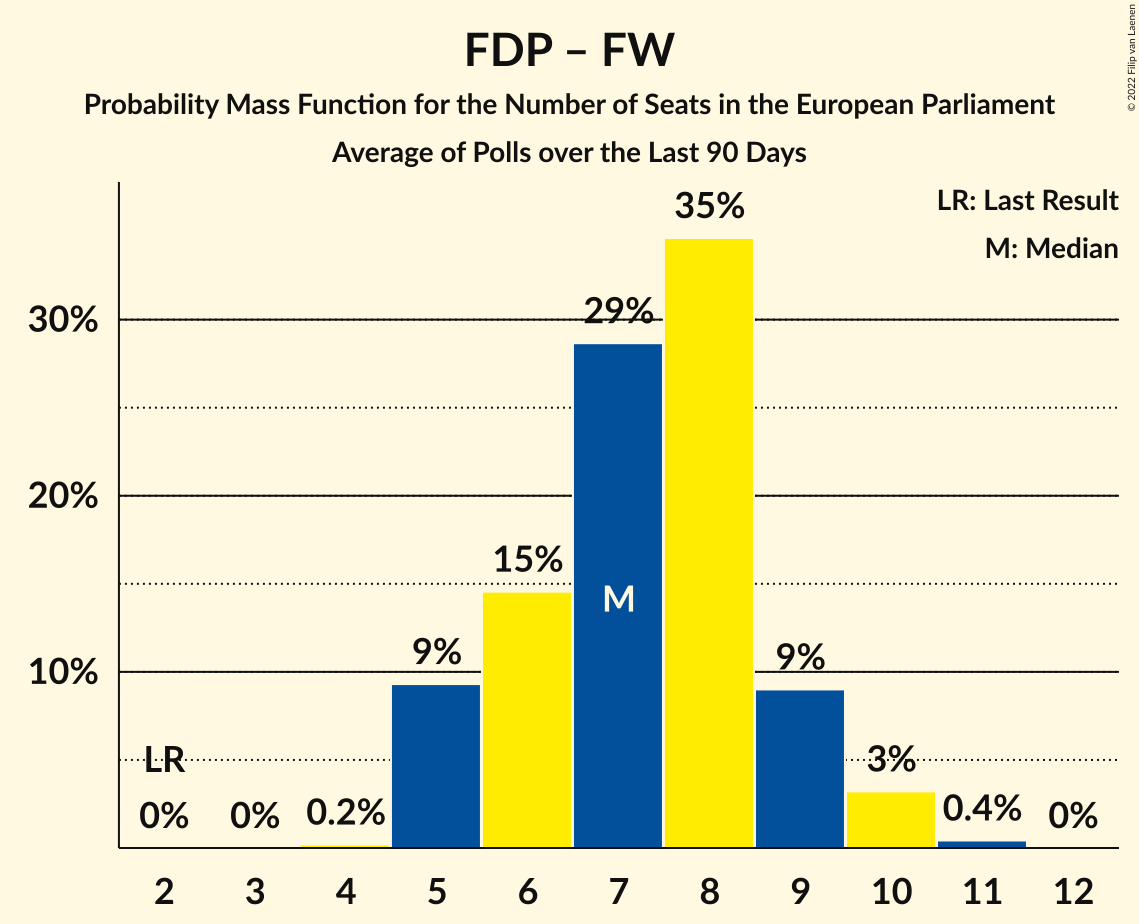 FDP – FW
Probability Mass Function for the Number of Seats in the European Parliament
Average of Polls over the Last 90 Days
© 2022 Filip van Laenen
LR: Last Result
M: Median
35%
30%
29%
20%
15%
M
10%
9%
9%
LR
3%
0%
0%
0.2%
0.4%
0%
2 3 4 5 6 7 8 9 10 11 12